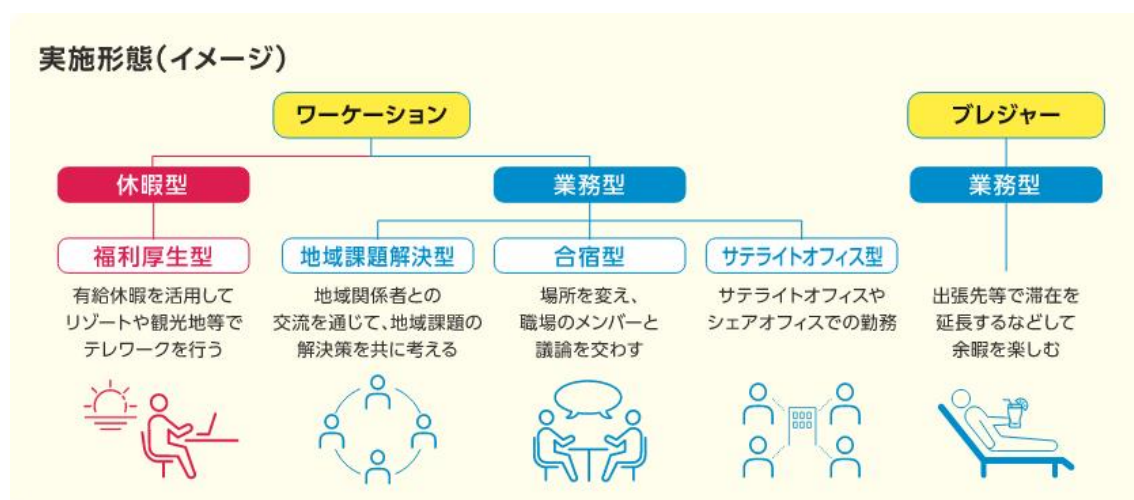 実施形態（イメージ）
ワーケーション
ブレジャー
休暇型
業務型
業務型
福利厚生型
地域課題解決型
合宿型
サテライトオフィス型
有給休暇を活用して
リゾートや観光地等で
テレワークを行う
地域関係者との
交流を通じて、地域課題の
解決策を共に考える
場所を変え、
職場のメンバーと
議論を交わす
サテライトオフィスや
シェアオフィスでの勤務
出張先等で滞在を
延長するなどして
余暇を楽しむ